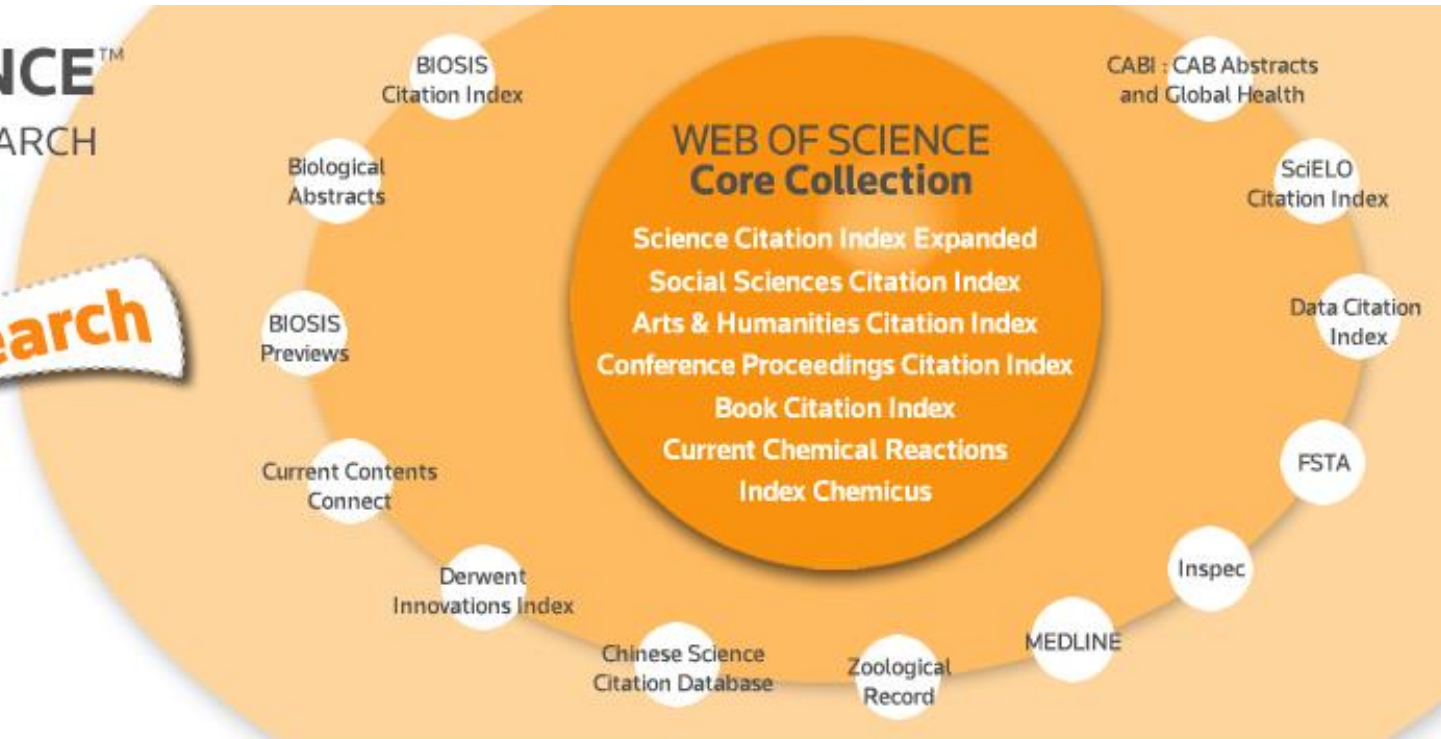 NCE™
ARCH
earch
WEB OF SCIENCE
Core Collection
Science Citation Index Expanded
Social Sciences Citation Index
Arts & Humanities Citation Index
Conference Proceedings Citation Index
Book Citation Index
Current Chemical Reactions
Index Chemicus
BIOSIS
Citation Index
Biological
Abstracts
BIOSIS
Previews
Current Contents
Connect
Derwent
Innovations Index
Chinese Science
Citation Database
Zoological
Record
MEDLINE
Inspec
FSTA
Data Citation
Index
SciELO
Citation Index
CABI : CAB Abstracts
and Global Health